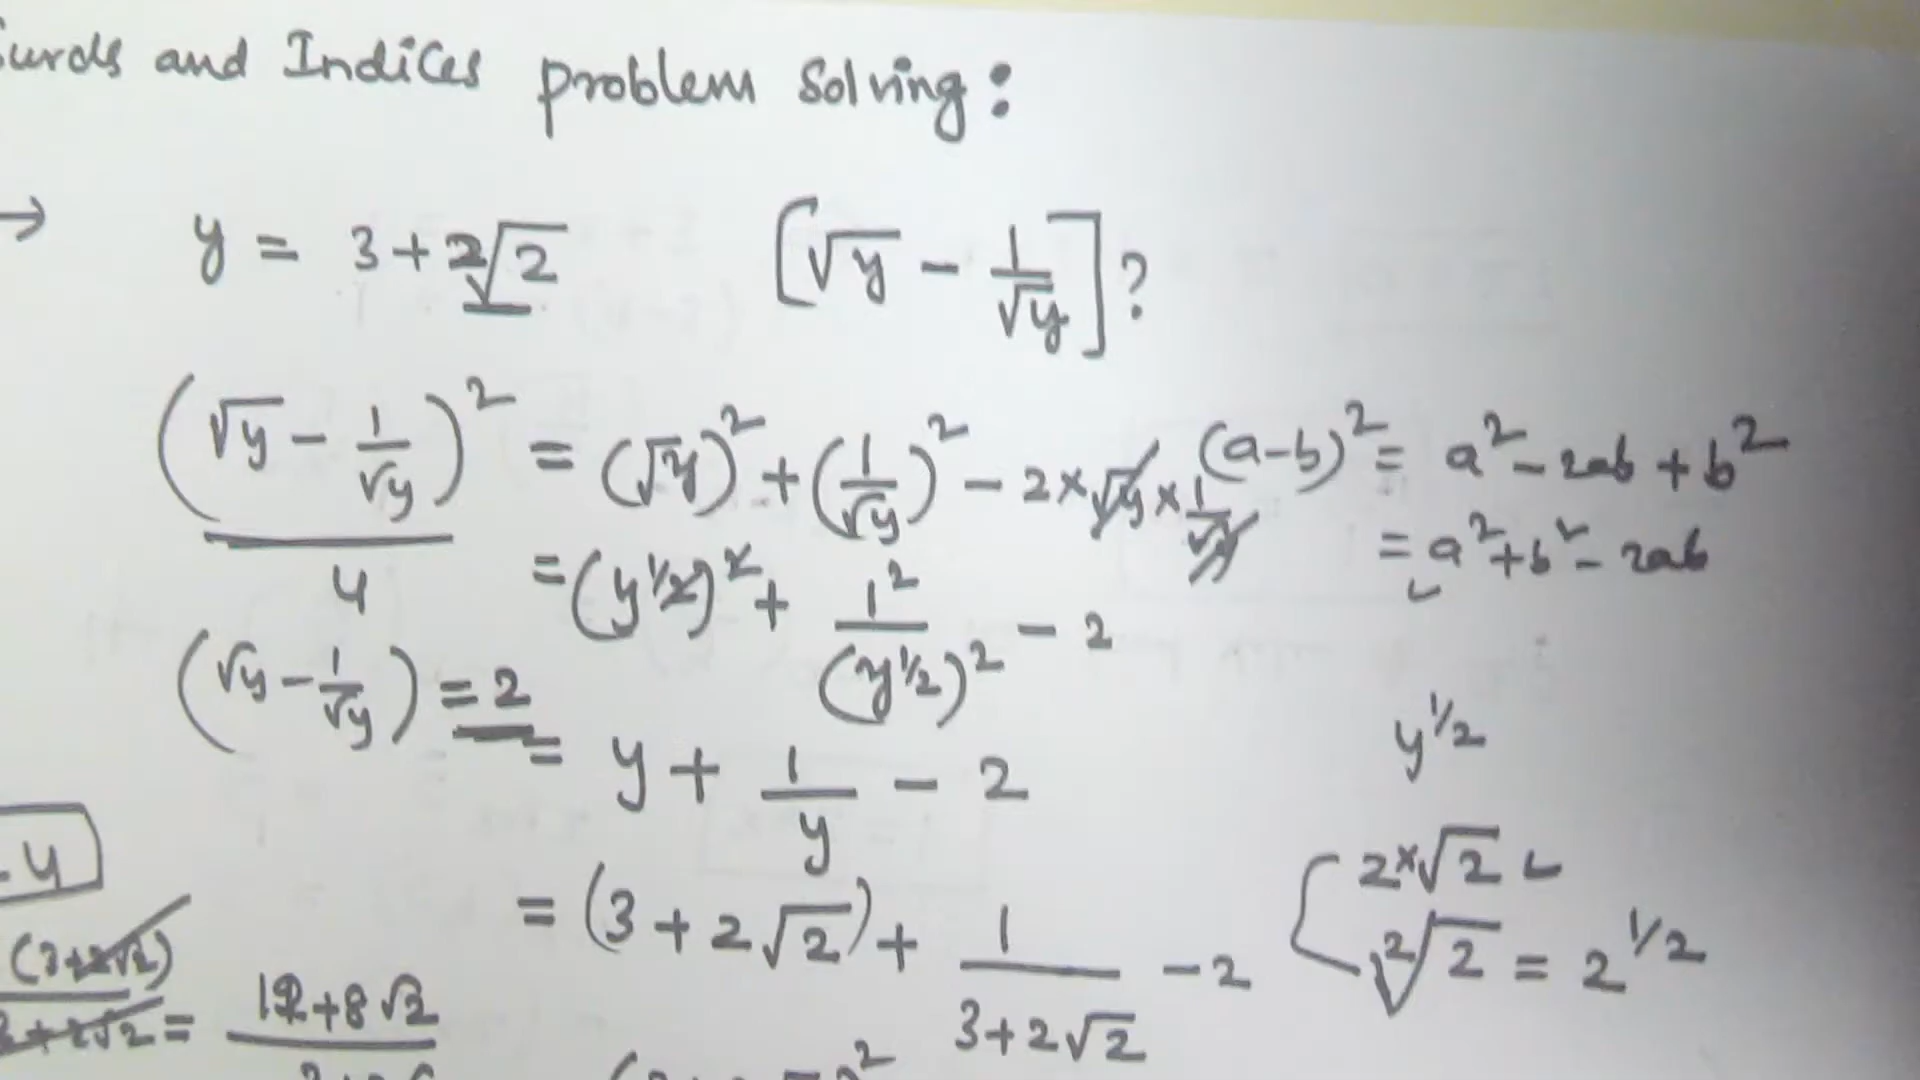 and Indices problem solving:
→ y = 3+2√2 [√y - 1/√y]?
(√y - 1/√y)² = (√y)² + (1/√y)² - 2×√y×1/√y
4
(a-b)² = a² - 2ab + b²
= a²+b² - 2ab
= (y^1/2)² + 1²/(y^1/2)² - 2
(√y - 1/√y) = 2
= y + 1/y - 2
y^1/2
= (3+2√2) + 1/(3+2√2) - 2
2×√2
²√2 = 2^1/2
4
(3+2√2)
3+2√2 = 12+8√2